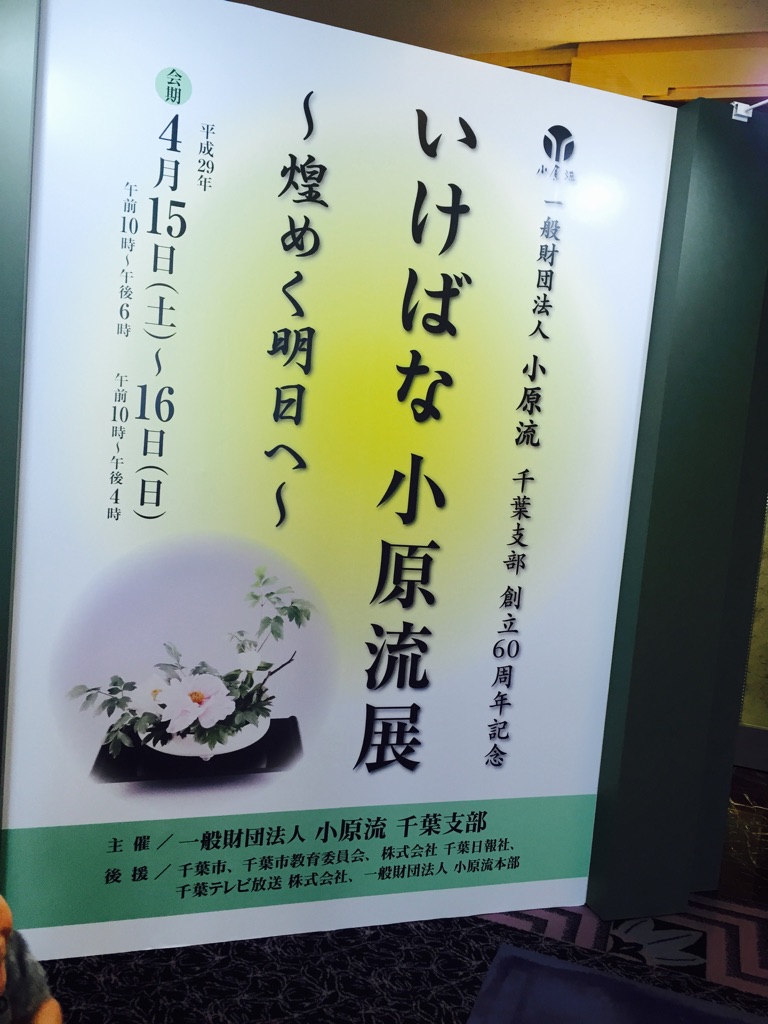 小原流
一般財団法人 小原流 千葉支部 創立60周年記念
いけばな 小原流展
～煌めく明日へ～
会期
平成29年
4月15日(土)～16日(日)
午前10時～午後6時
午前10時～午後4時
主催／一般財団法人 小原流 千葉支部
後援／千葉市、千葉市教育委員会、株式会社 千葉日報社、
千葉テレビ放送 株式会社、一般財団法人 小原流本部